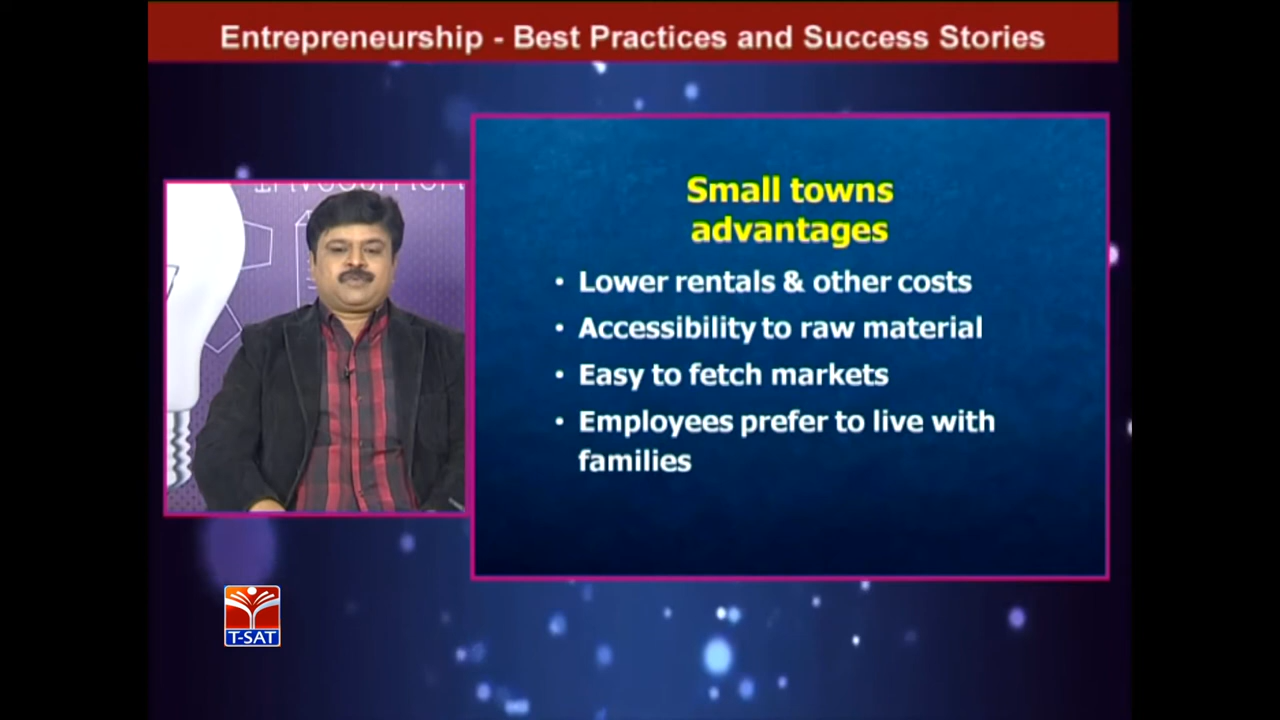 Entrepreneurship - Best Practices and Success Stories
Small towns
advantages
• Lower rentals & other costs
• Accessibility to raw material
• Easy to fetch markets
• Employees prefer to live with
families
T-SAT